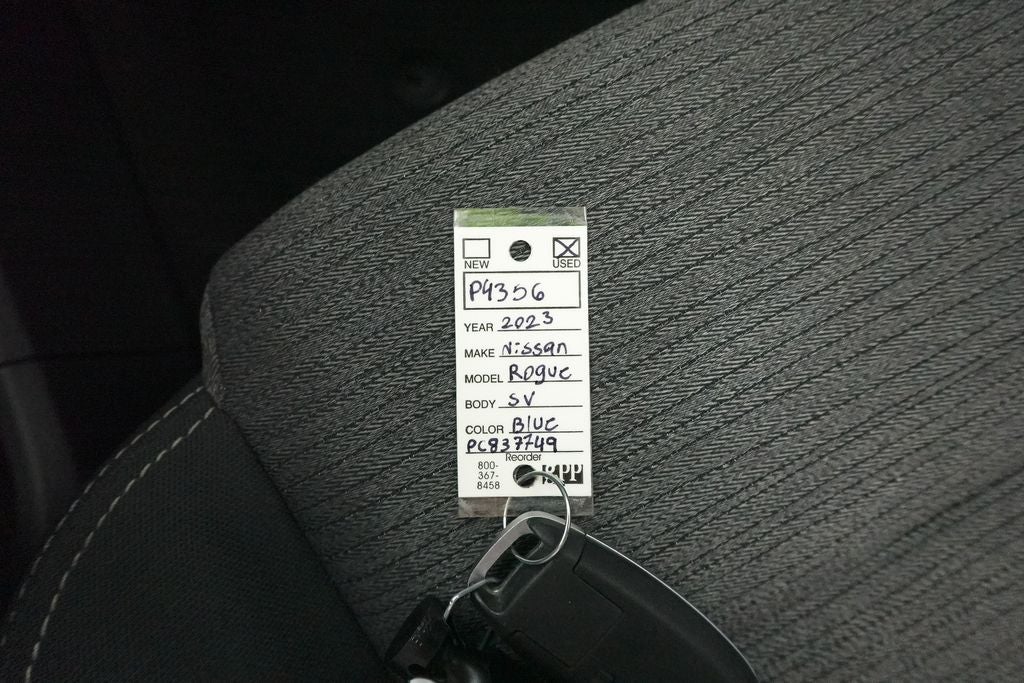 NEW USED
P4356
YEAR 2023
MAKE Nissan
MODEL Rogue
BODY SV
COLOR Blue
PC837749
Reorder
800-
367-
8458